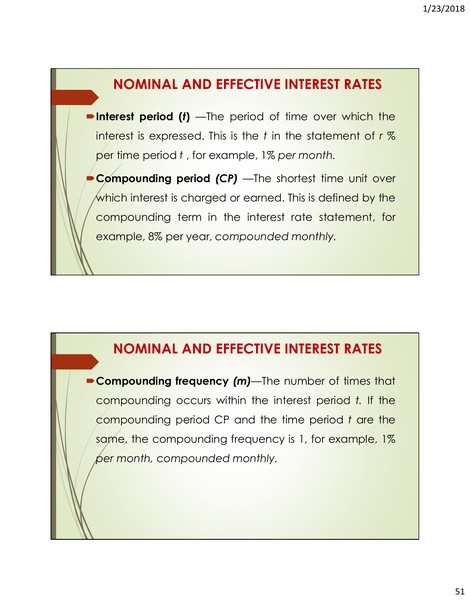 1/23/2018
NOMINAL AND EFFECTIVE INTEREST RATES
Interest period (t) —The period of time over which the
interest is expressed. This is the t in the statement of r %
per time period t , for example, 1% per month.
Compounding period (CP) —The shortest time unit over
which interest is charged or earned. This is defined by the
compounding term in the interest rate statement, for
example, 8% per year, compounded monthly.
NOMINAL AND EFFECTIVE INTEREST RATES
Compounding frequency (m)—The number of times that
compounding occurs within the interest period t. If the
compounding period CP and the time period t are the
same, the compounding frequency is 1, for example, 1%
per month, compounded monthly.
51